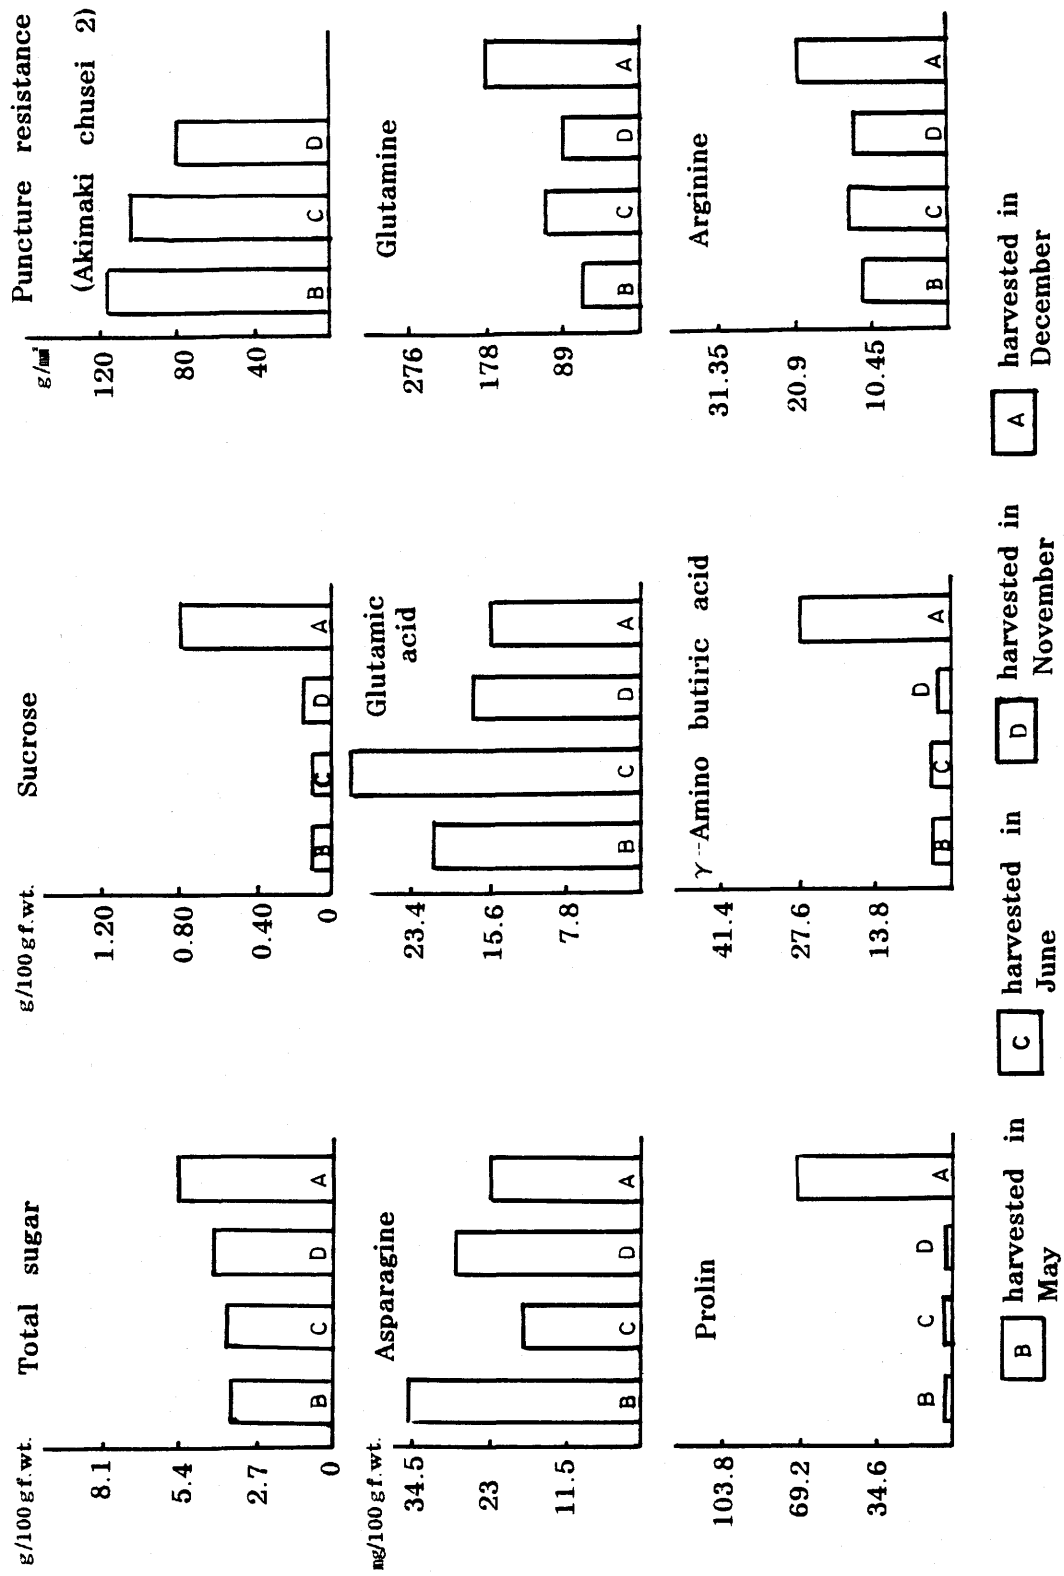 g/100gf.wt.
Total sugar
8.1
5.4
2.7
0
B
C
D
A
g/100gf.wt.
Sucrose
1.20
0.80
0.40
0
B
C
D
A
g/㎟
Puncture resistance
(Akimaki chusei 2)
120
80
40
B
C
D
mg/100gf.wt.
Asparagine
34.5
23
11.5
B
C
D
A
Glutamic
acid
23.4
15.6
7.8
B
C
D
A
Glutamine
276
178
89
B
C
D
A
Prolin
103.8
69.2
34.6
B
C
D
A
γ-Amino butiric acid
41.4
27.6
13.8
B
C
D
A
Arginine
31.35
20.9
10.45
B
C
D
A
B harvested in
May
C harvested in
June
D harvested in
November
A harvested in
December